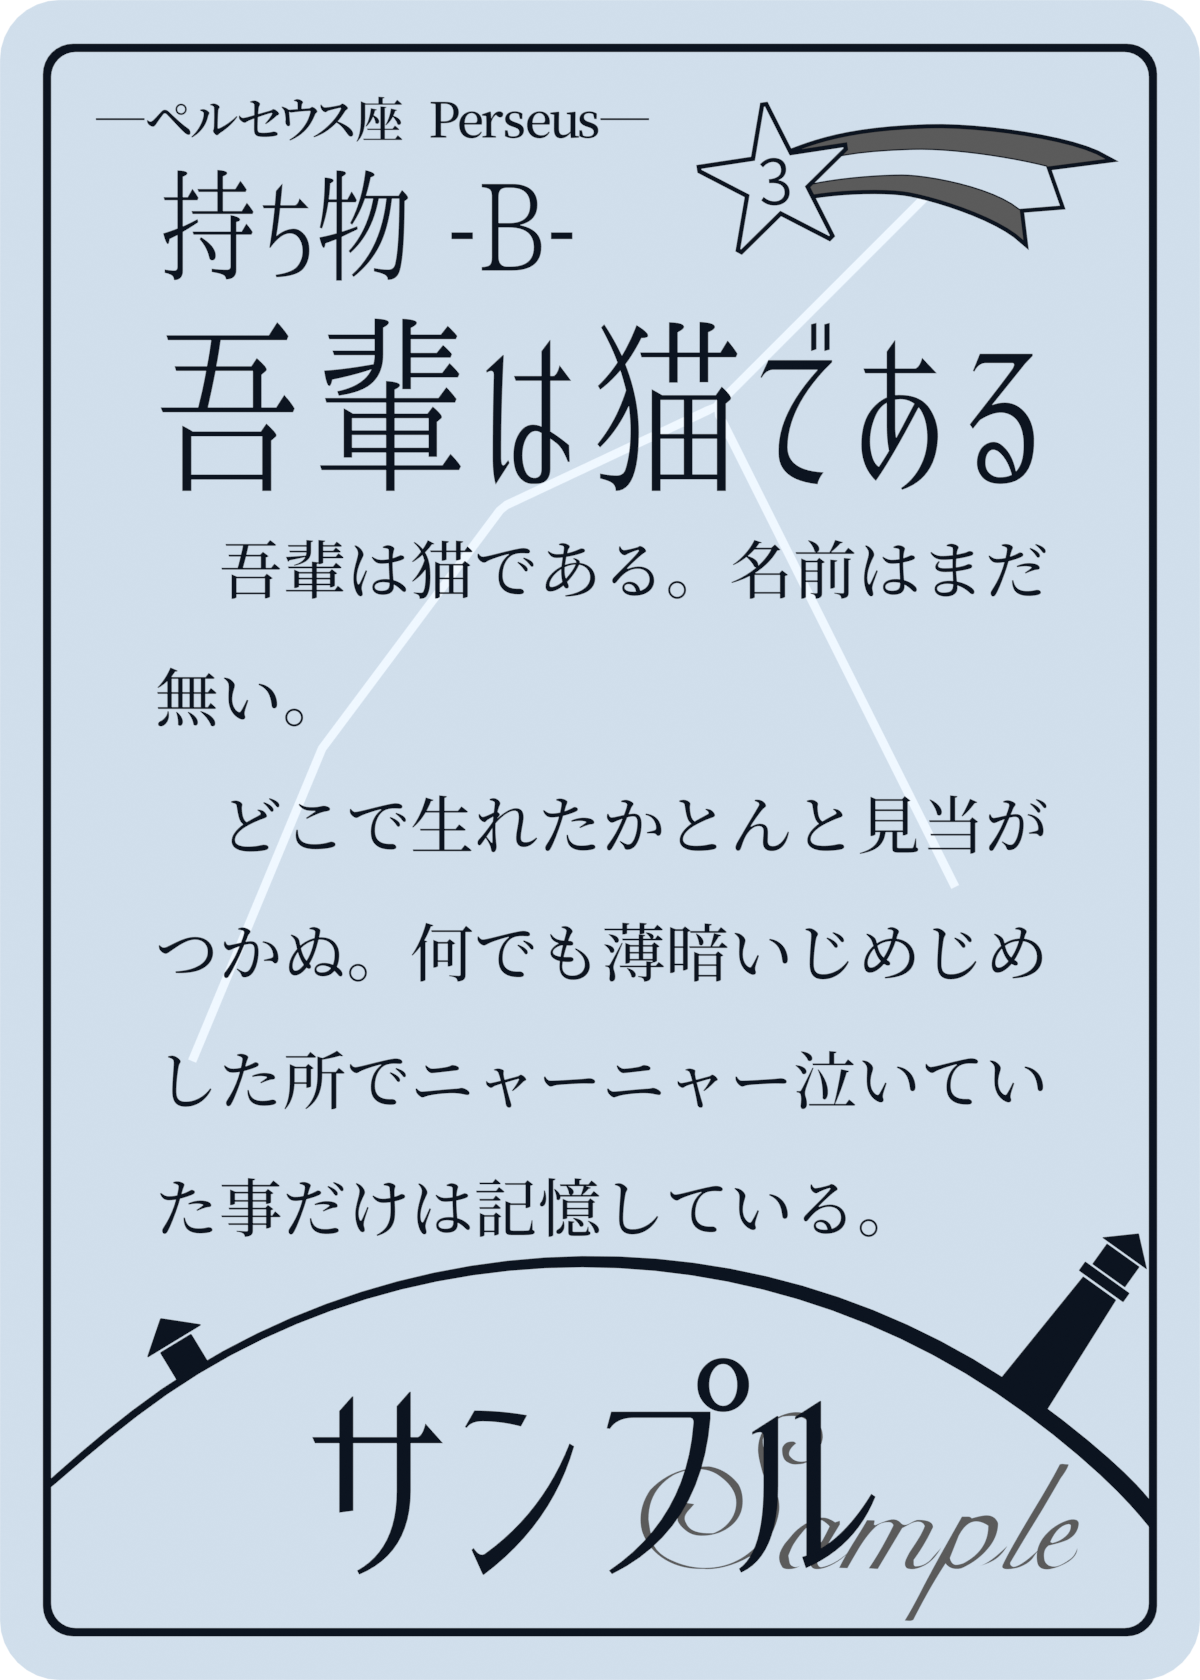 ―ペルセウス座 Perseus―
3
持ち物 -B-
吾輩は猫である
　吾輩は猫である。名前はまだ
無い。
　どこで生れたかとんと見当が
つかぬ。何でも薄暗いじめじめ
した所でニャーニャー泣いてい
た事だけは記憶している。
サンプル
Sample